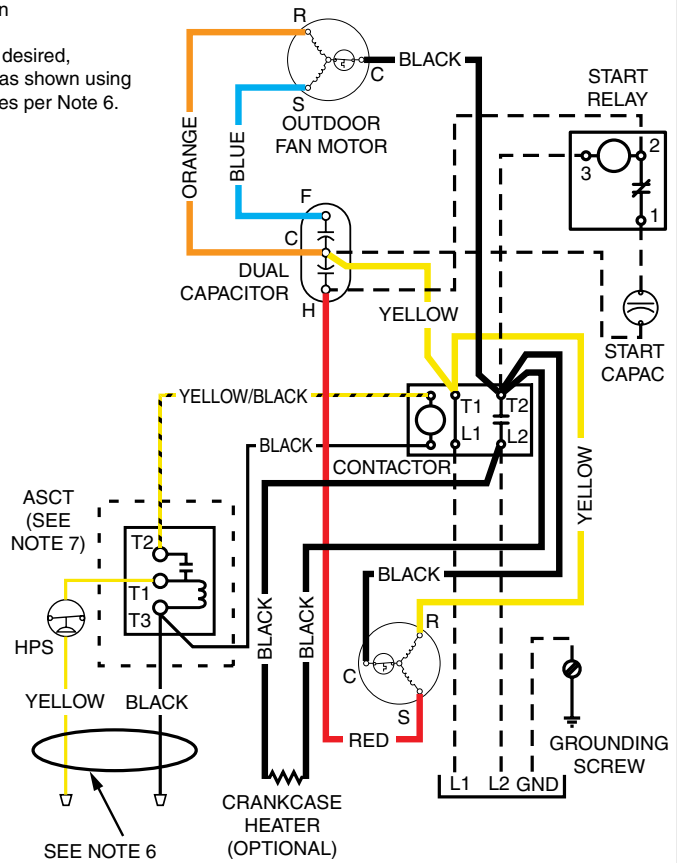 n
desired,
as shown using
es per Note 6.
R
S
C
BLACK
OUTDOOR
FAN MOTOR
ORANGE
BLUE
START
RELAY
2
3
1
F
C
H
DUAL
CAPACITOR
YELLOW
START
CAPAC
YELLOW/BLACK
T1
T2
L1
L2
BLACK
CONTACTOR
YELLOW
ASCT
(SEE
NOTE 7)
T2
T1
T3
HPS
BLACK
BLACK
BLACK
R
C
S
YELLOW
BLACK
RED
GROUNDING
SCREW
L1
L2
GND
CRANKCASE
HEATER
(OPTIONAL)
SEE NOTE 6